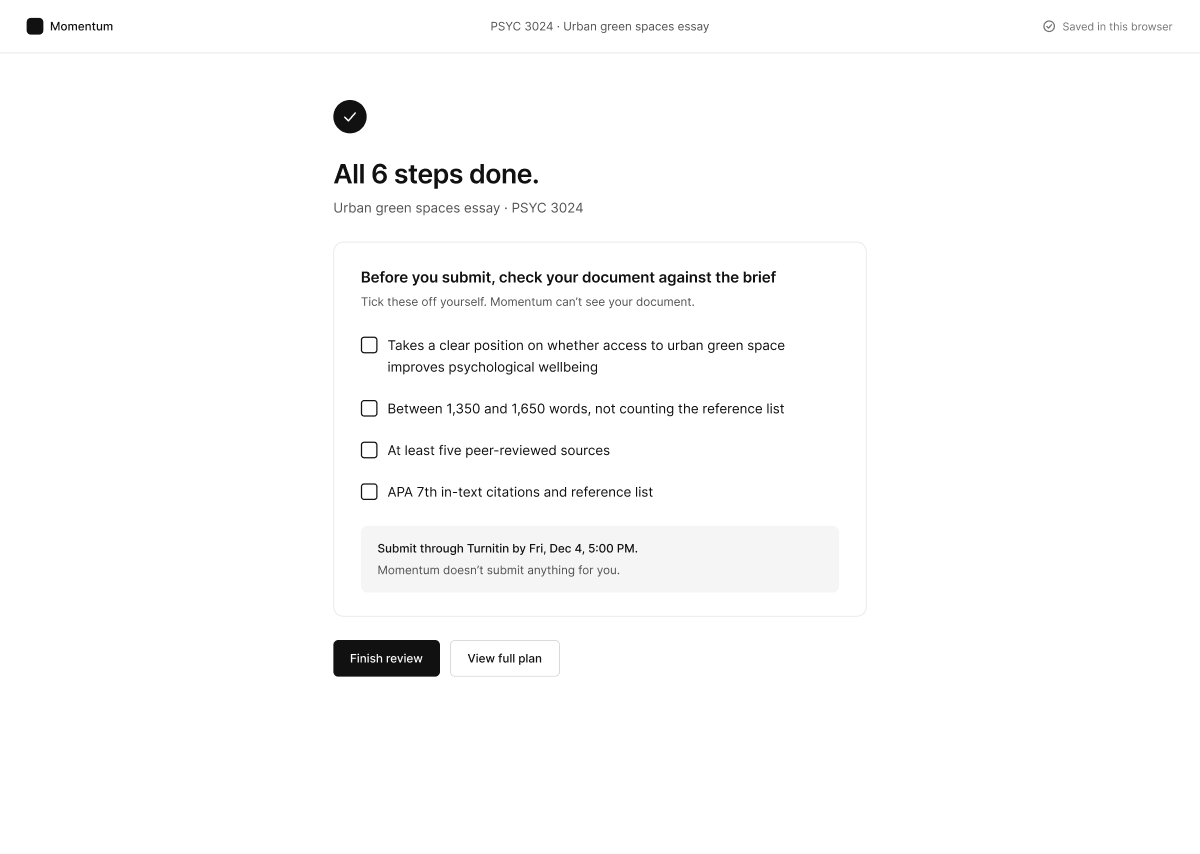 Momentum
PSYC 3024 · Urban green spaces essay
Saved in this browser
All 6 steps done.
Urban green spaces essay · PSYC 3024
Before you submit, check your document against the brief
Tick these off yourself. Momentum can’t see your document.
Takes a clear position on whether access to urban green space
improves psychological wellbeing
Between 1,350 and 1,650 words, not counting the reference list
At least five peer-reviewed sources
APA 7th in-text citations and reference list
Submit through Turnitin by Fri, Dec 4, 5:00 PM.
Momentum doesn’t submit anything for you.
Finish review
View full plan